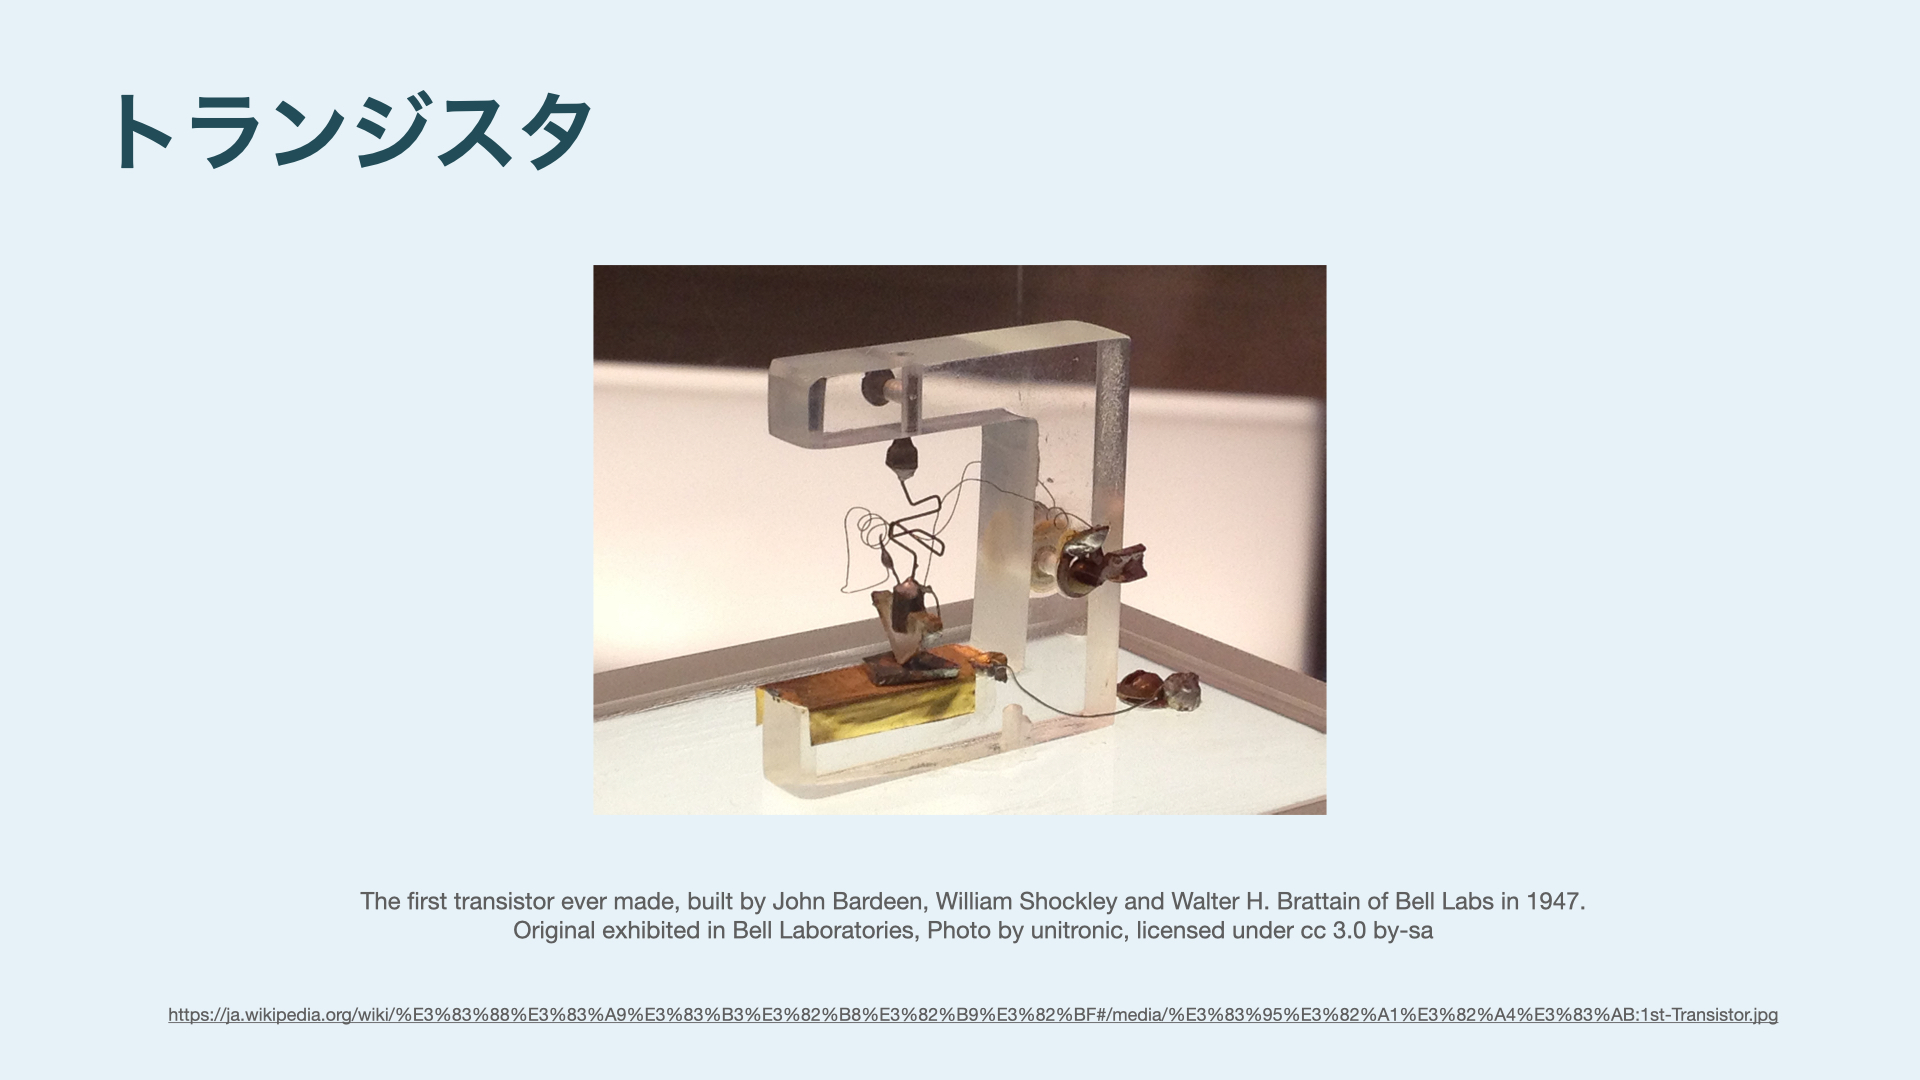 トランジスタ
The first transistor ever made, built by John Bardeen, William Shockley and Walter H. Brattain of Bell Labs in 1947.
Original exhibited in Bell Laboratories, Photo by unitronic, licensed under cc 3.0 by-sa
https://ja.wikipedia.org/wiki/%E3%83%88%E3%83%A9%E3%83%B3%E3%82%B8%E3%82%B9%E3%82%BF#/media/%E3%83%95%E3%82%A1%E3%82%A4%E3%83%AB:1st-Transistor.jpg